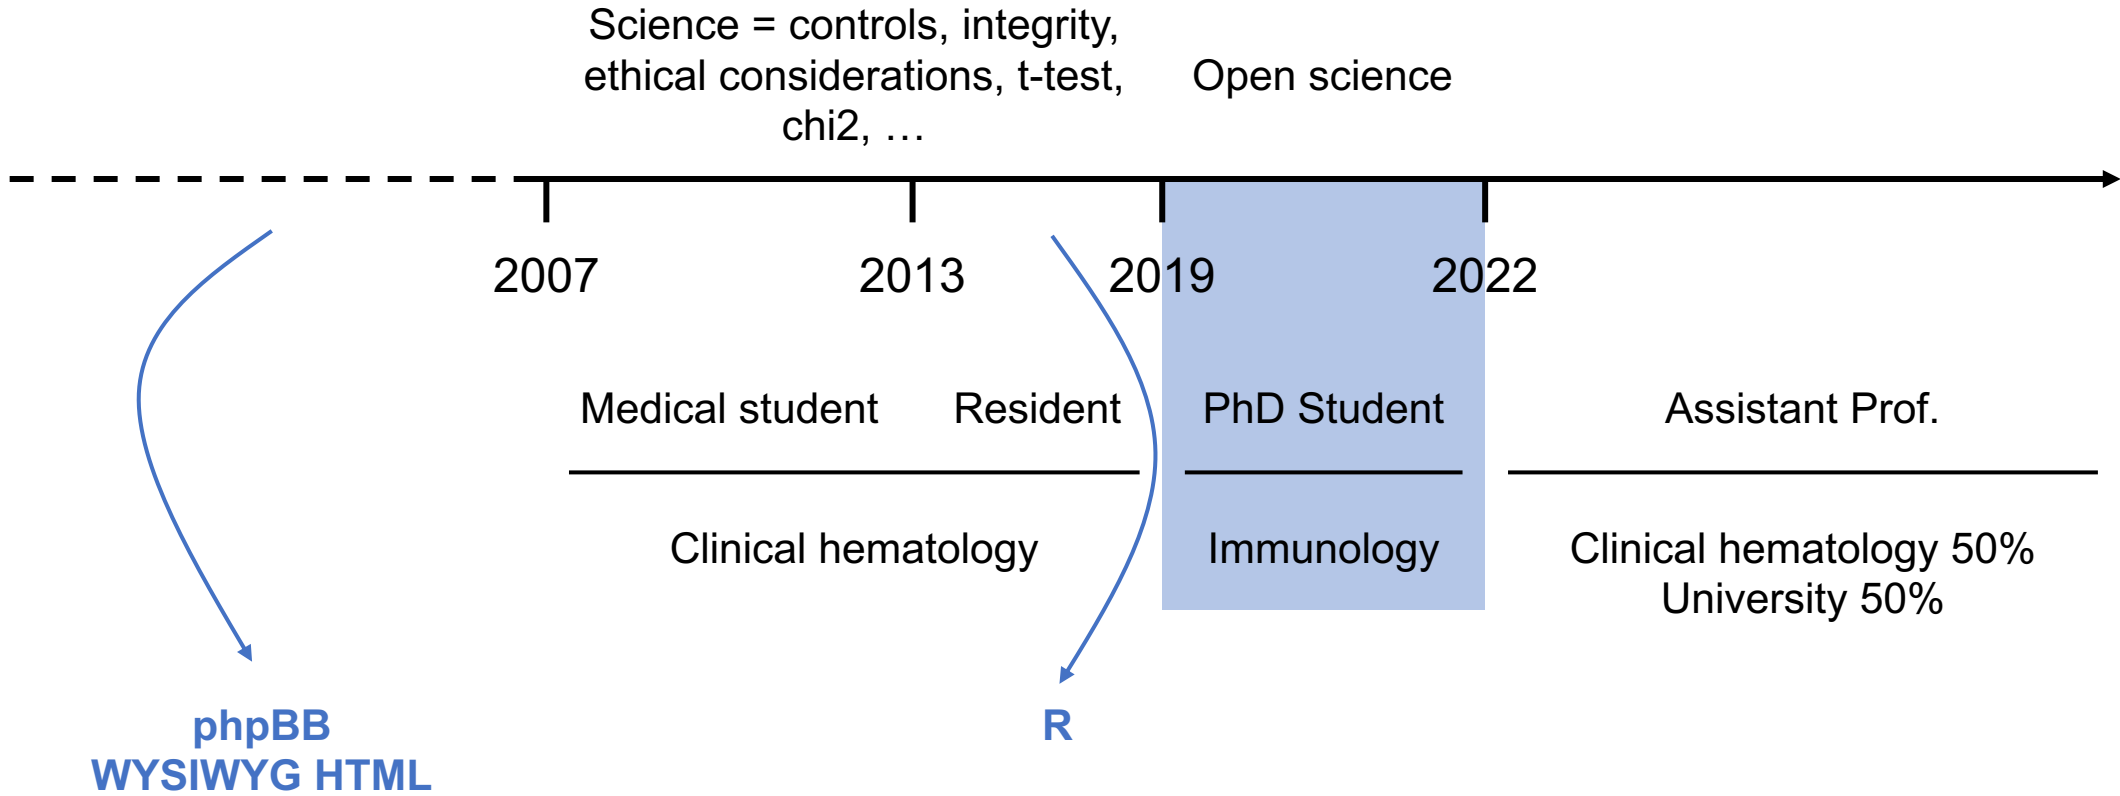 Science = controls, integrity,
ethical considerations, t-test,
chi2, …
Open science
2007
2013
2019
2022
Medical student
Resident
PhD Student
Assistant Prof.
Clinical hematology
Immunology
Clinical hematology 50%
University 50%
phpBB
WYSIWYG HTML
R